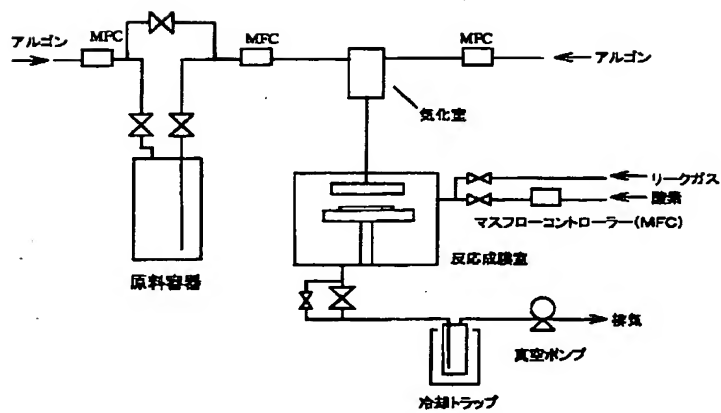 MFC
アルゴン
MFC
MFC
アルゴン
気化室
リークガス
酸素
マスフローコントローラー(MFC)
反応成膜室
原料容器
排気
真空ポンプ
冷却トラップ